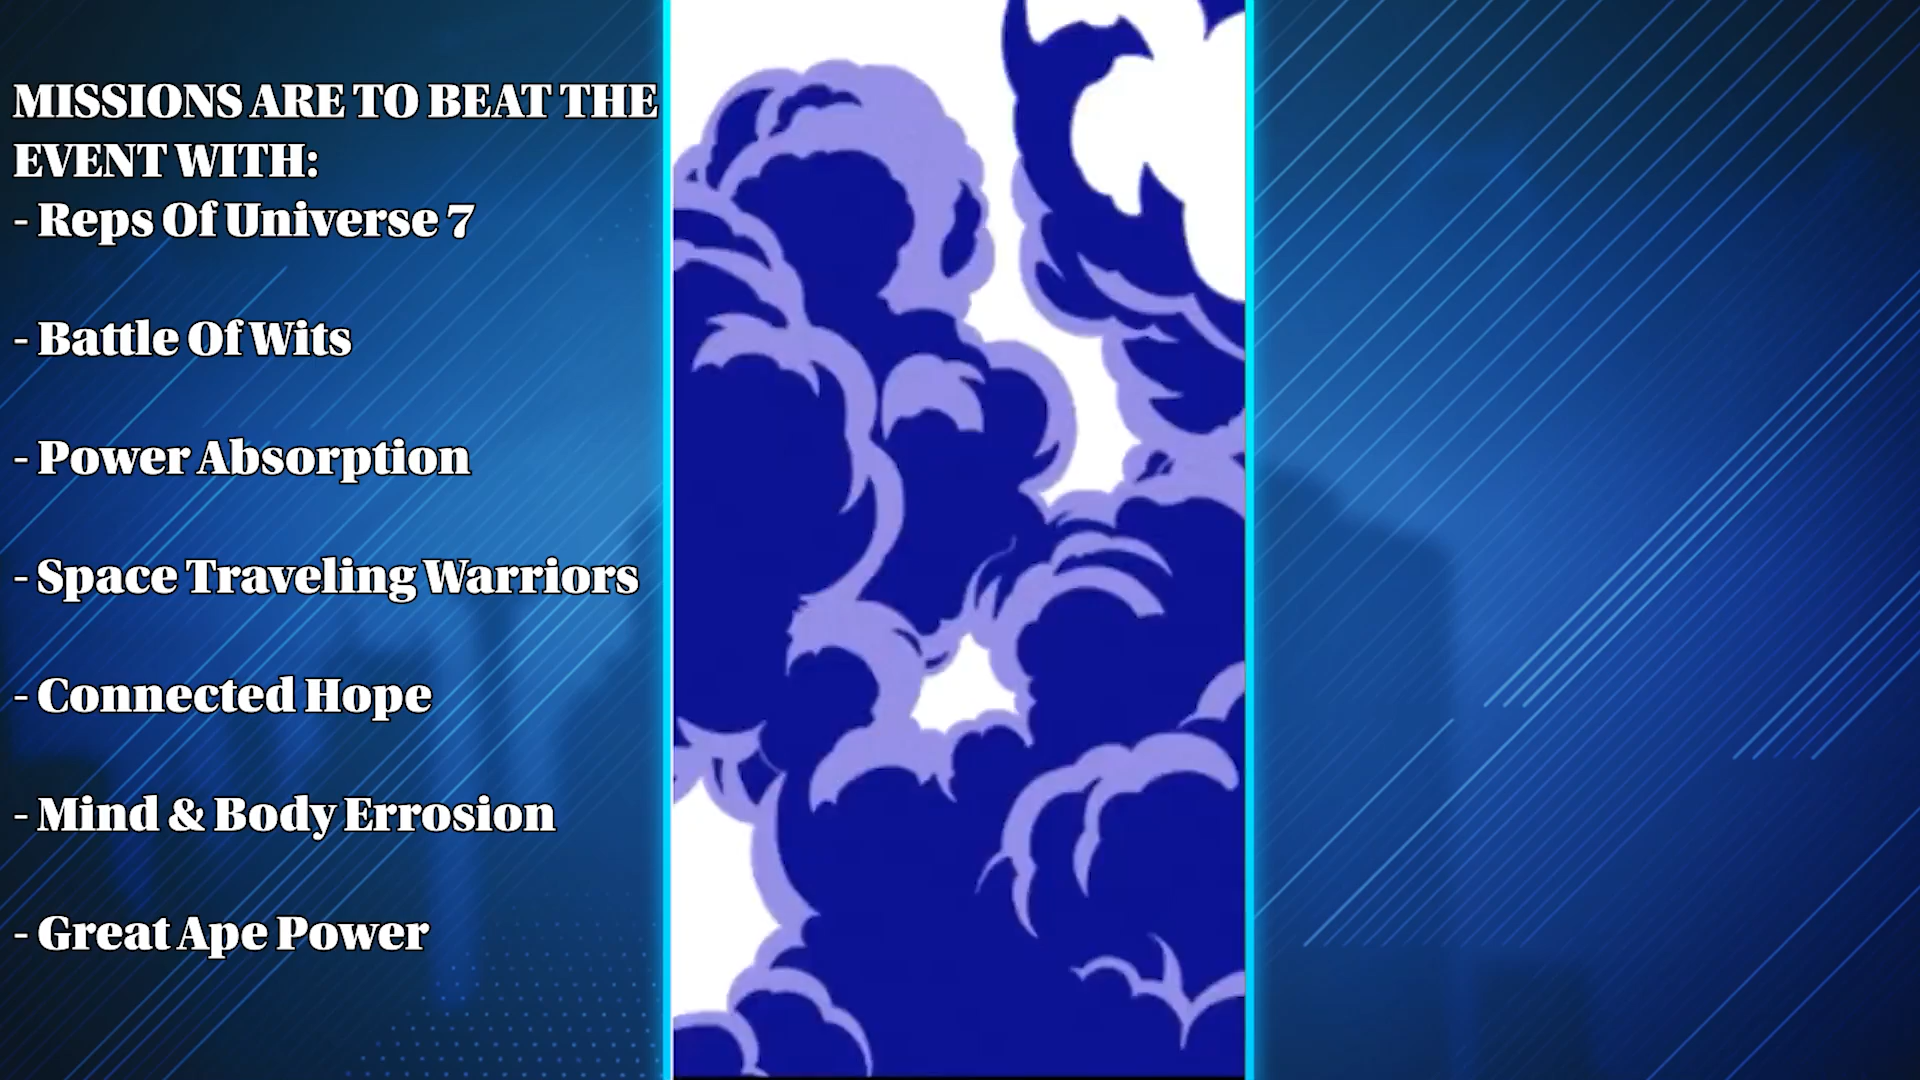 MISSIONS ARE TO BEAT THE
EVENT WITH:
- Reps Of Universe 7
- Battle Of Wits
- Power Absorption
- Space Traveling Warriors
- Connected Hope
- Mind & Body Errosion
- Great Ape Power